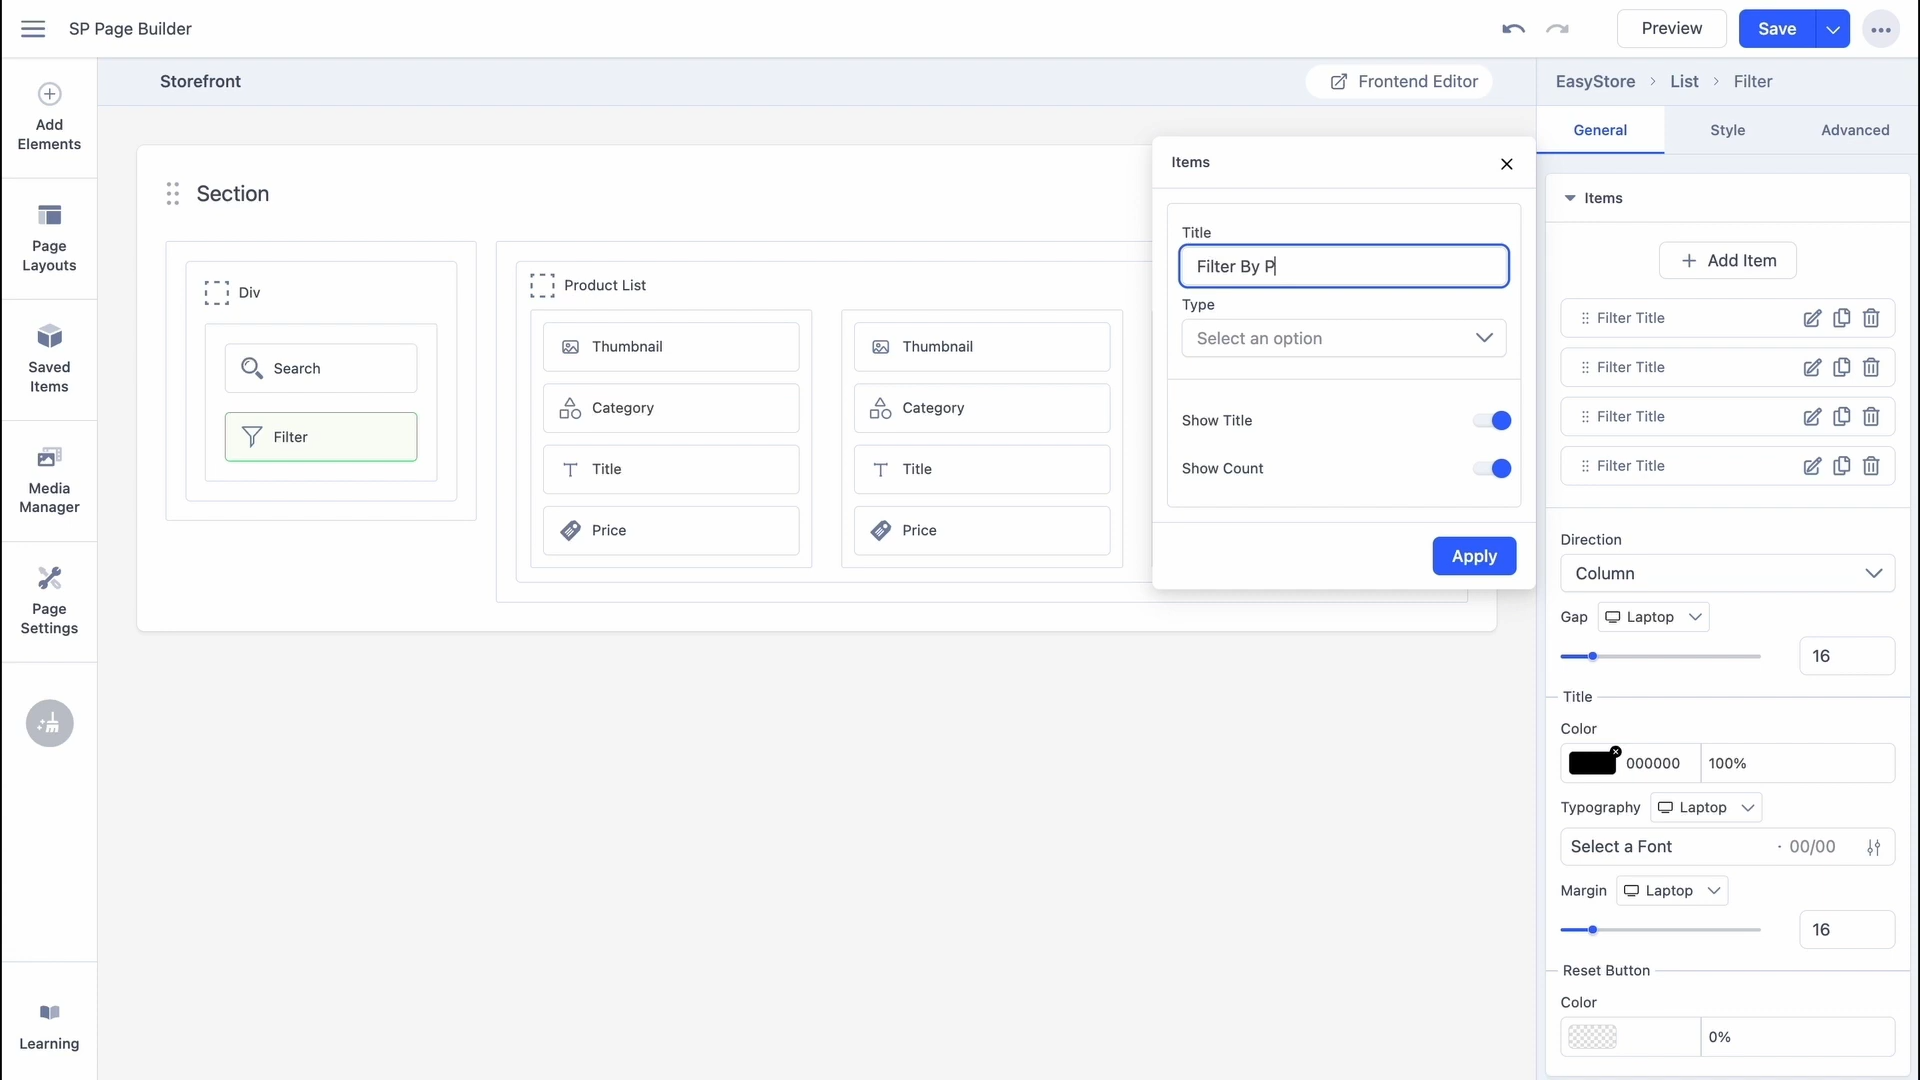 SP Page Builder
Preview
Save
Add
Elements
Page
Layouts
Saved
Items
Media
Manager
Page
Settings
Learning
Storefront
Frontend Editor
Section
Div
Search
Filter
Product List
Thumbnail
Category
Title
Price
Thumbnail
Category
Title
Price
Items
Title
Filter By P
Type
Select an option
Show Title
Show Count
Apply
EasyStore > List > Filter
General
Style
Advanced
Items
Add Item
Filter Title
Filter Title
Filter Title
Filter Title
Direction
Column
Gap
Laptop
16
Title
Color
000000
100%
Typography
Laptop
Select a Font
· 00/00
Margin
Laptop
16
Reset Button
Color
0%